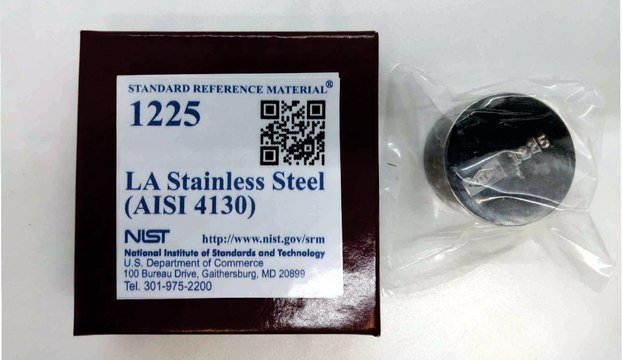 STANDARD REFERENCE MATERIAL®
1225
LA Stainless Steel
(AISI 4130)
NIST http://www.nist.gov/srm
National Institute of Standards and Technology
U.S. Department of Commerce
100 Bureau Drive, Gaithersburg, MD 20899
Tel. 301-975-2200
1225